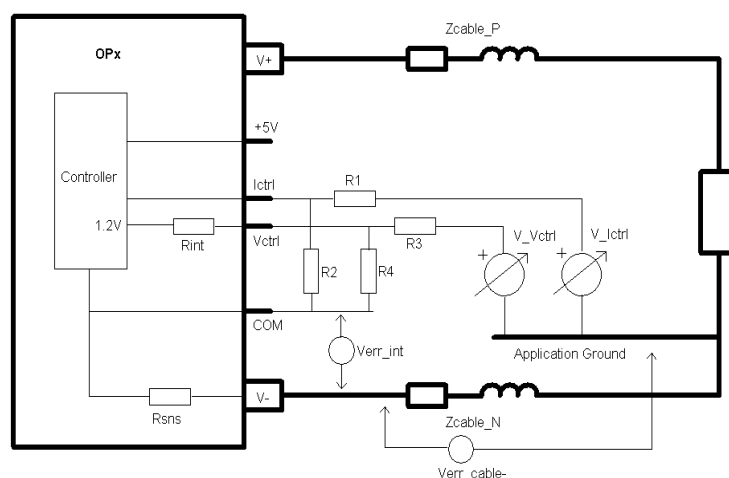 Zcable_P
OPx
V+
+5V
Controller
Ictrl
R1
1.2V
Rint
Vctrl
R3
V_Vctrl
V_Ictrl
+
+
R2
R4
COM
Verr_int
Application Ground
Rsns
V-
Zcable_N
Verr_cable-